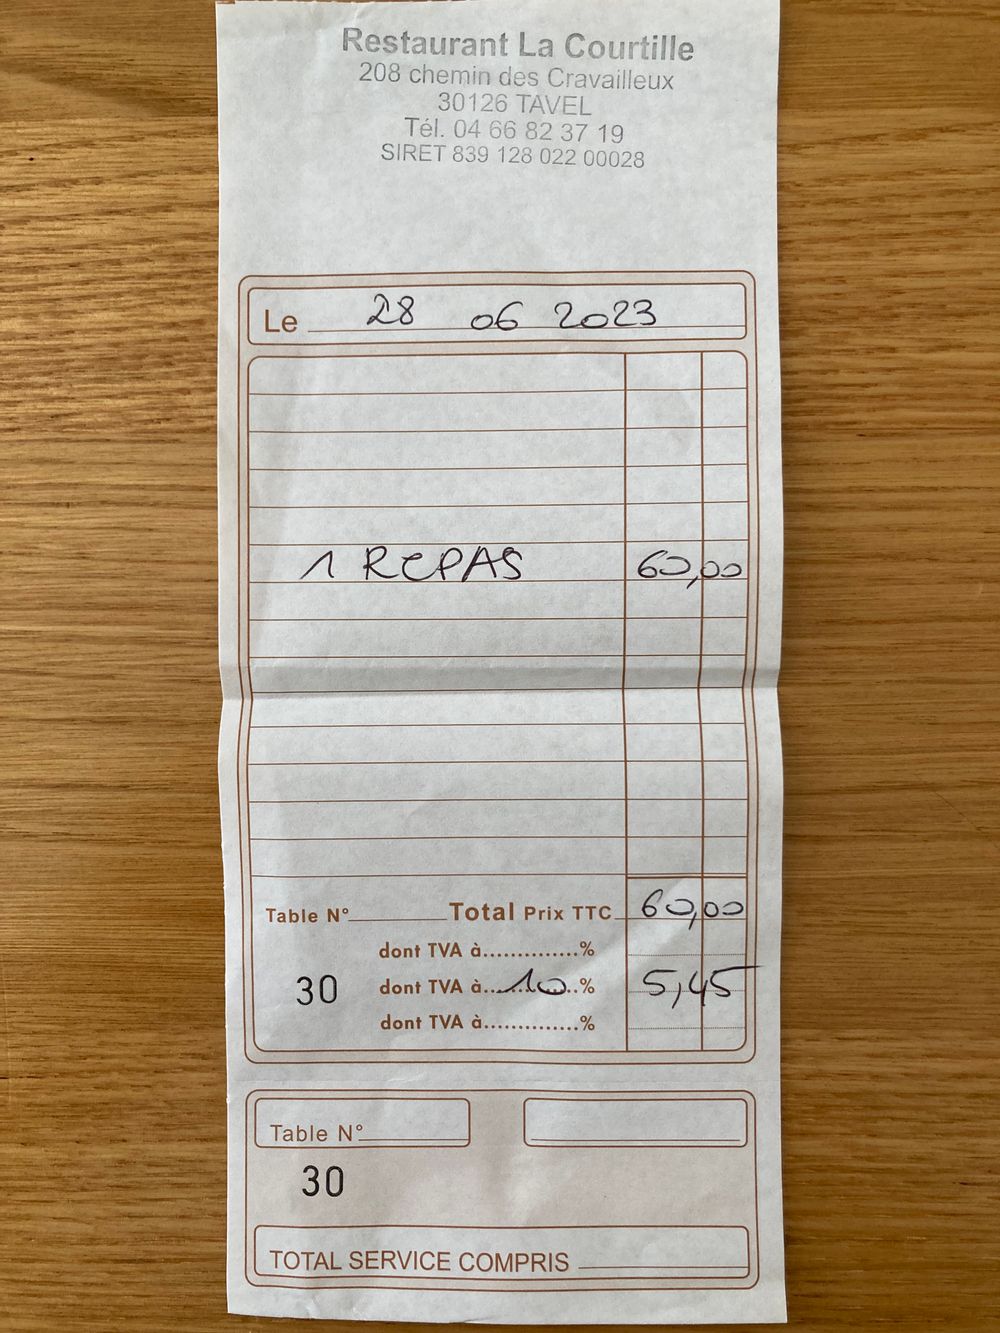 Restaurant La Courtille
208 chemin des Cravailleux
30126 TAVEL
Tél. 04 66 82 37 19
SIRET 839 128 022 00028
Le 28 06 2023
1 REPAS 60,00
Table N° Total Prix TTC 60,00
dont TVA à..............%
30 dont TVA à...10...% 5,45
dont TVA à..............%
Table N°
30
TOTAL SERVICE COMPRIS